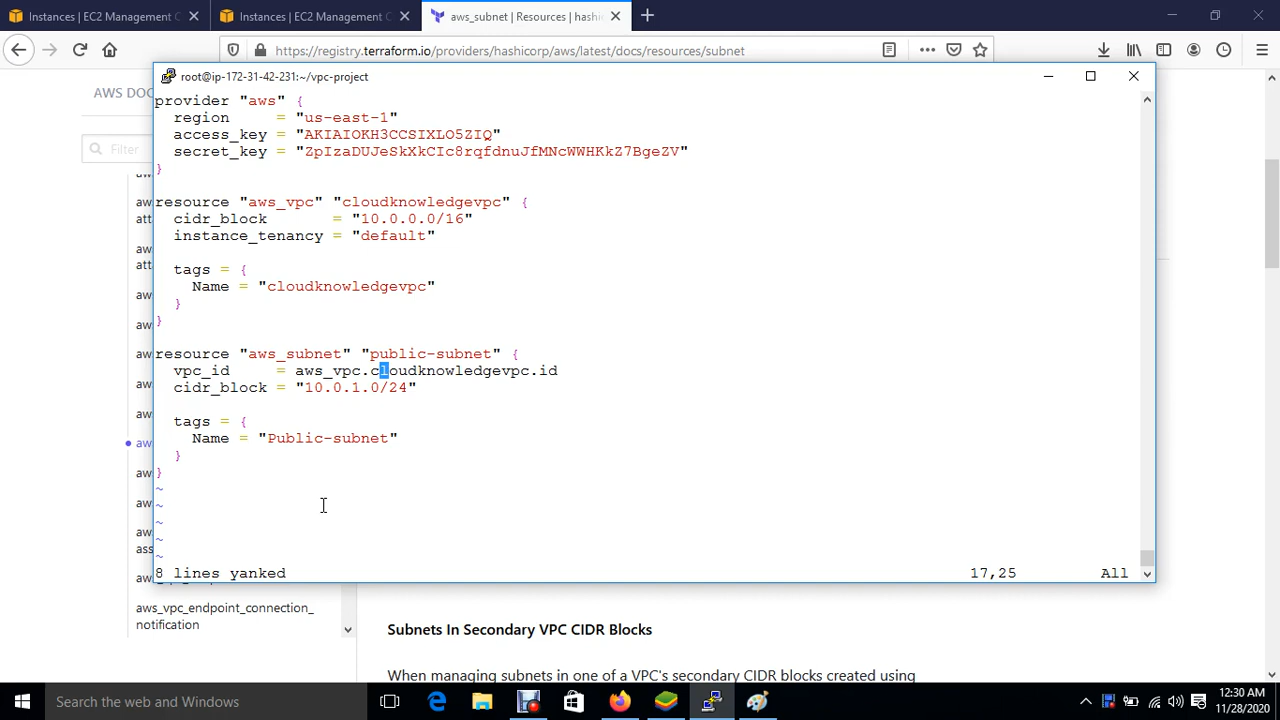 Instances | EC2 Management C
Instances | EC2 Management C
aws_subnet | Resources | hashi
https://registry.terraform.io/providers/hashicorp/aws/latest/docs/resources/subnet
root@ip-172-31-42-231:~/vpc-project
AWS DOC
Filter
provider "aws" {
region = "us-east-1"
access_key = "AKIAIOKH3CCSIXLO5ZIQ"
secret_key = "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"
}
resource "aws_vpc" "cloudknowledgevpc" {
cidr_block = "10.0.0.0/16"
instance_tenancy = "default"
tags = {
Name = "cloudknowledgevpc"
}
}
resource "aws_subnet" "public-subnet" {
vpc_id = aws_vpc.cloudknowledgevpc.id
cidr_block = "10.0.1.0/24"
tags = {
Name = "Public-subnet"
}
}
~
~
~
~
~
8 lines yanked 17,25 All
aws_vpc_endpoint_connection_
notification
Subnets In Secondary VPC CIDR Blocks
When managing subnets in one of a VPC's secondary CIDR blocks created using
Search the web and Windows
12:30 AM
11/28/2020